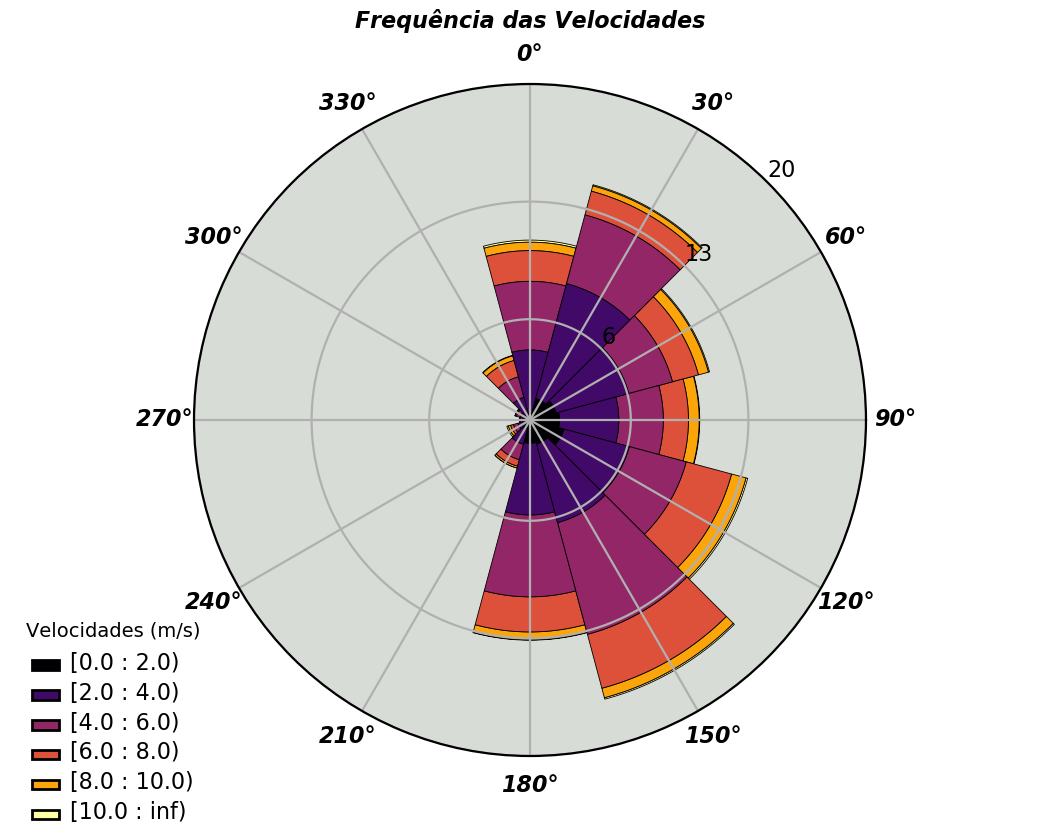 Frequência das Velocidades
0°
330°
30°
20
300°
60°
13
6
270°
90°
240°
120°
210°
150°
180°
Velocidades (m/s)
[0.0 : 2.0)
[2.0 : 4.0)
[4.0 : 6.0)
[6.0 : 8.0)
[8.0 : 10.0)
[10.0 : inf)